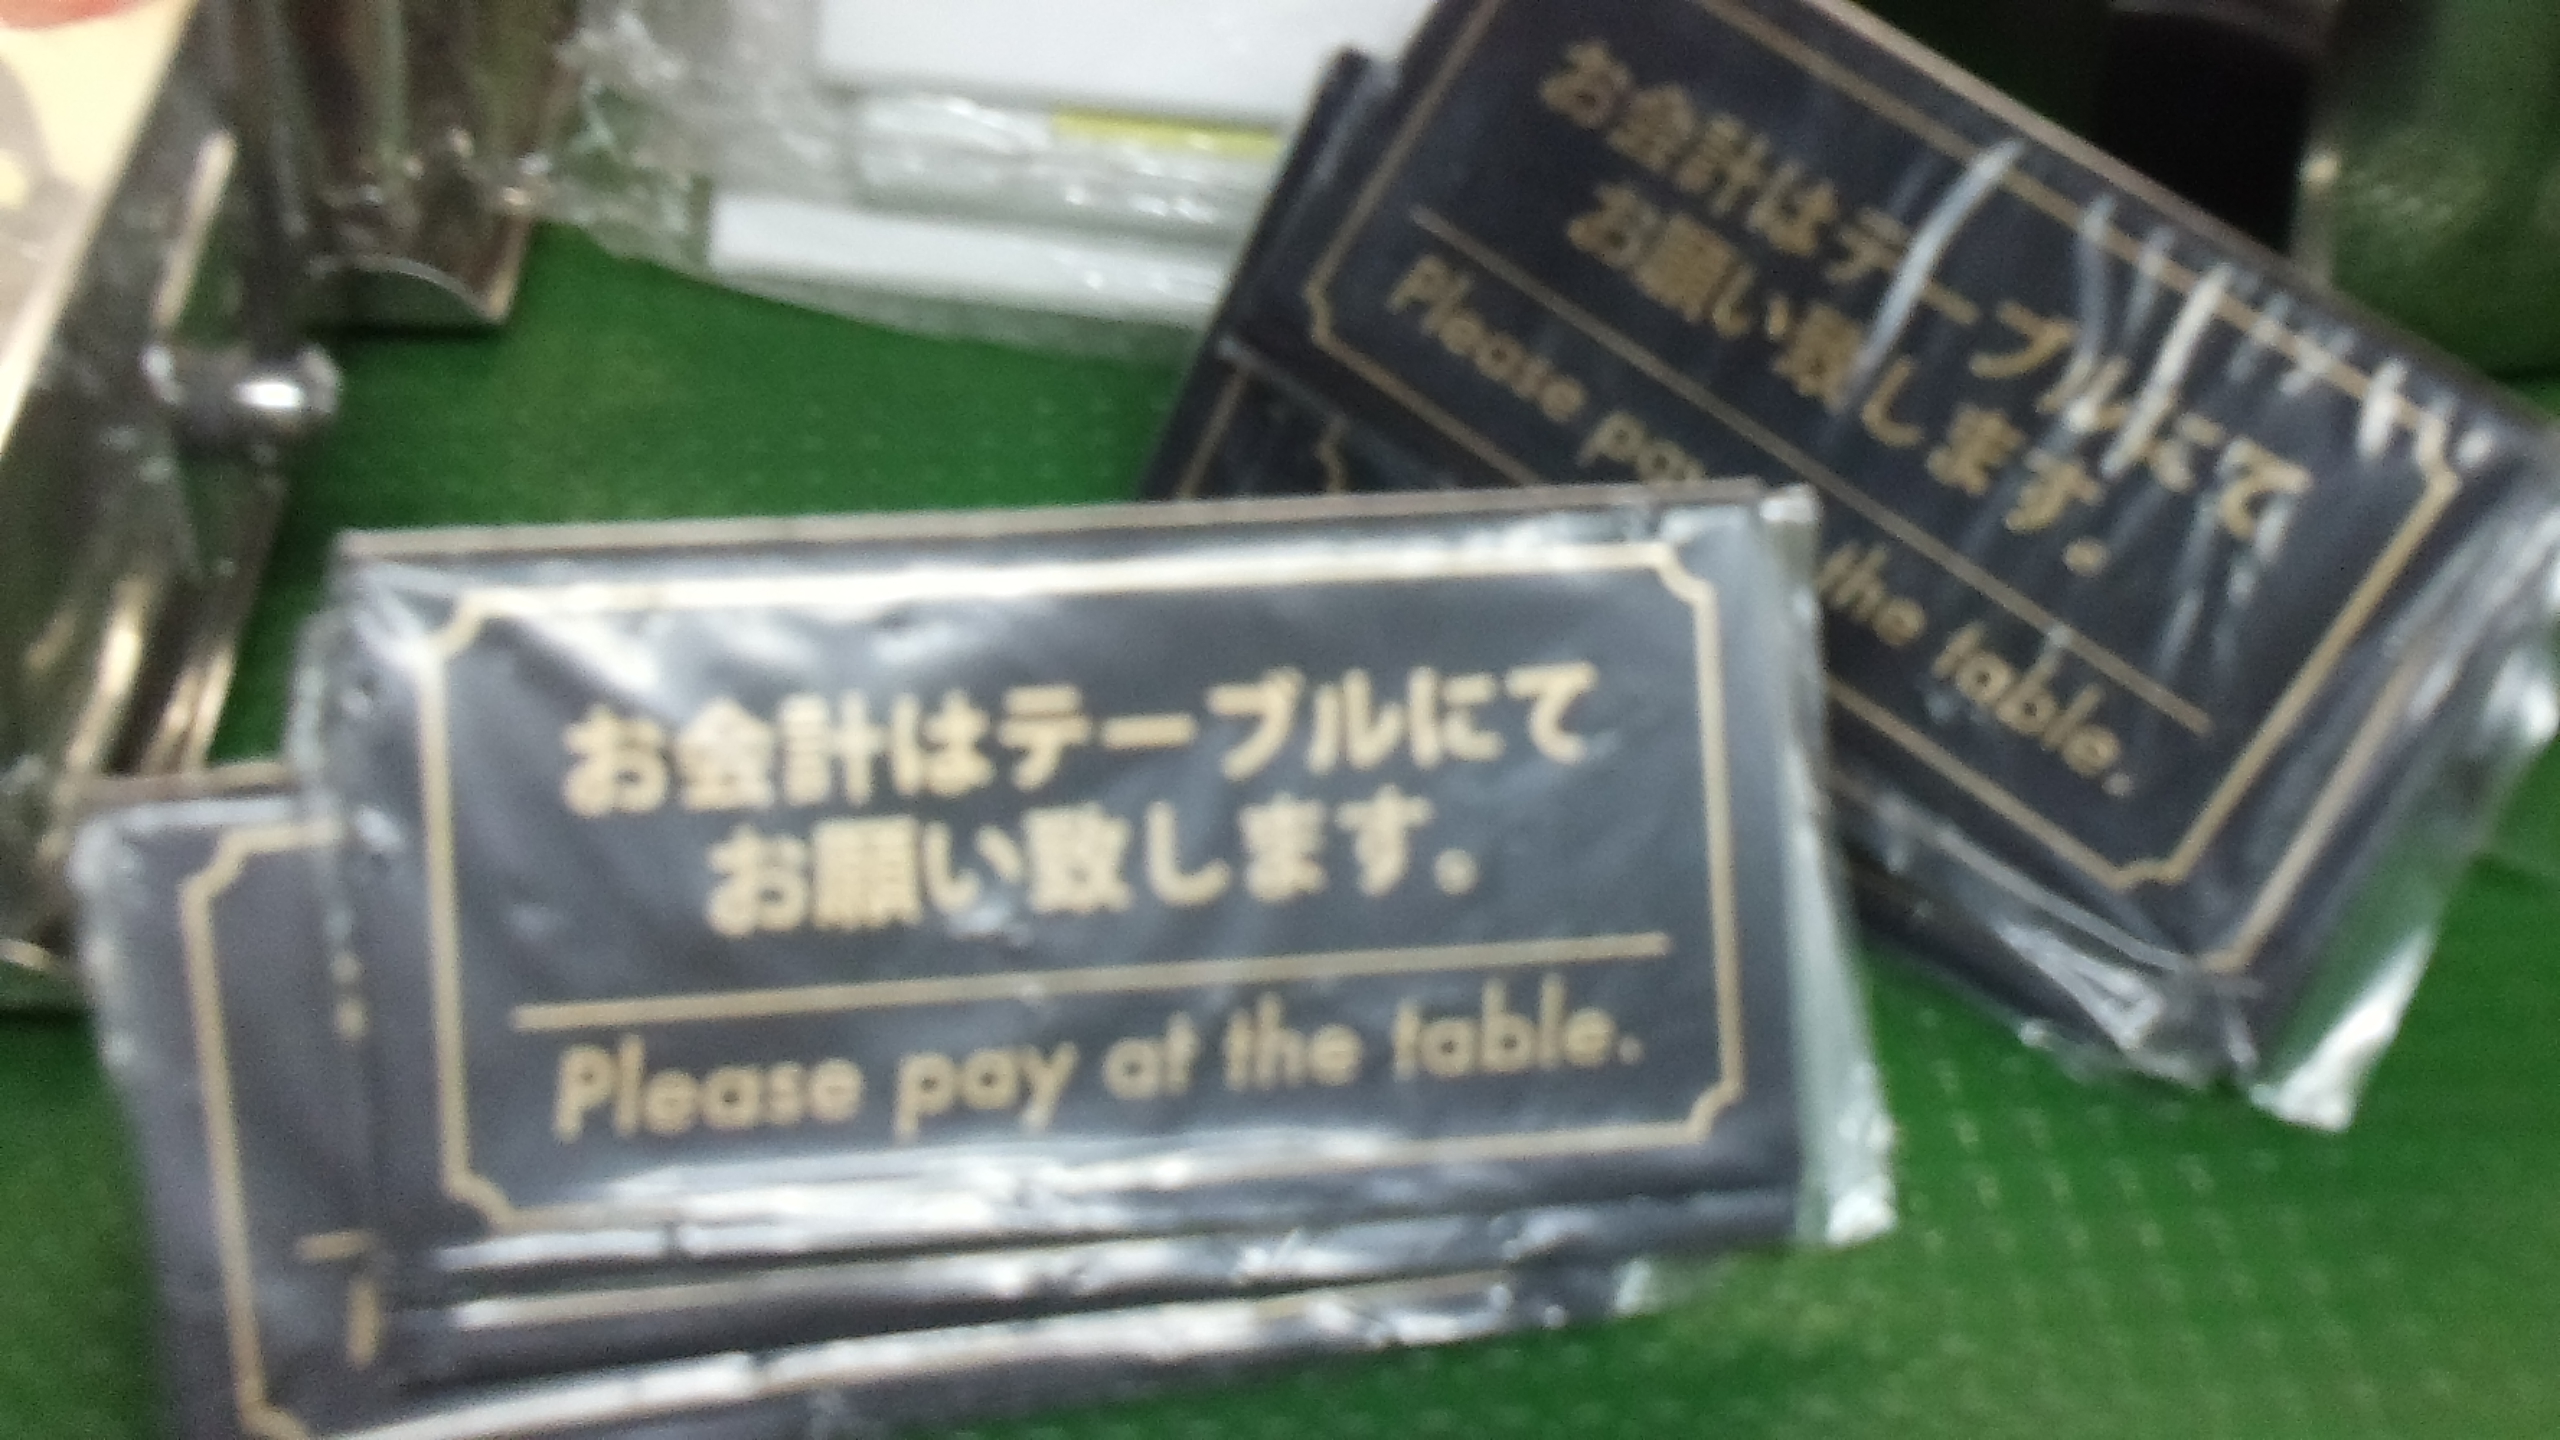 お会計はテーブルにて
お願い致します。
Please pay at the table.
お会計はテーブルにて
お願い致します。
Please pay the table.